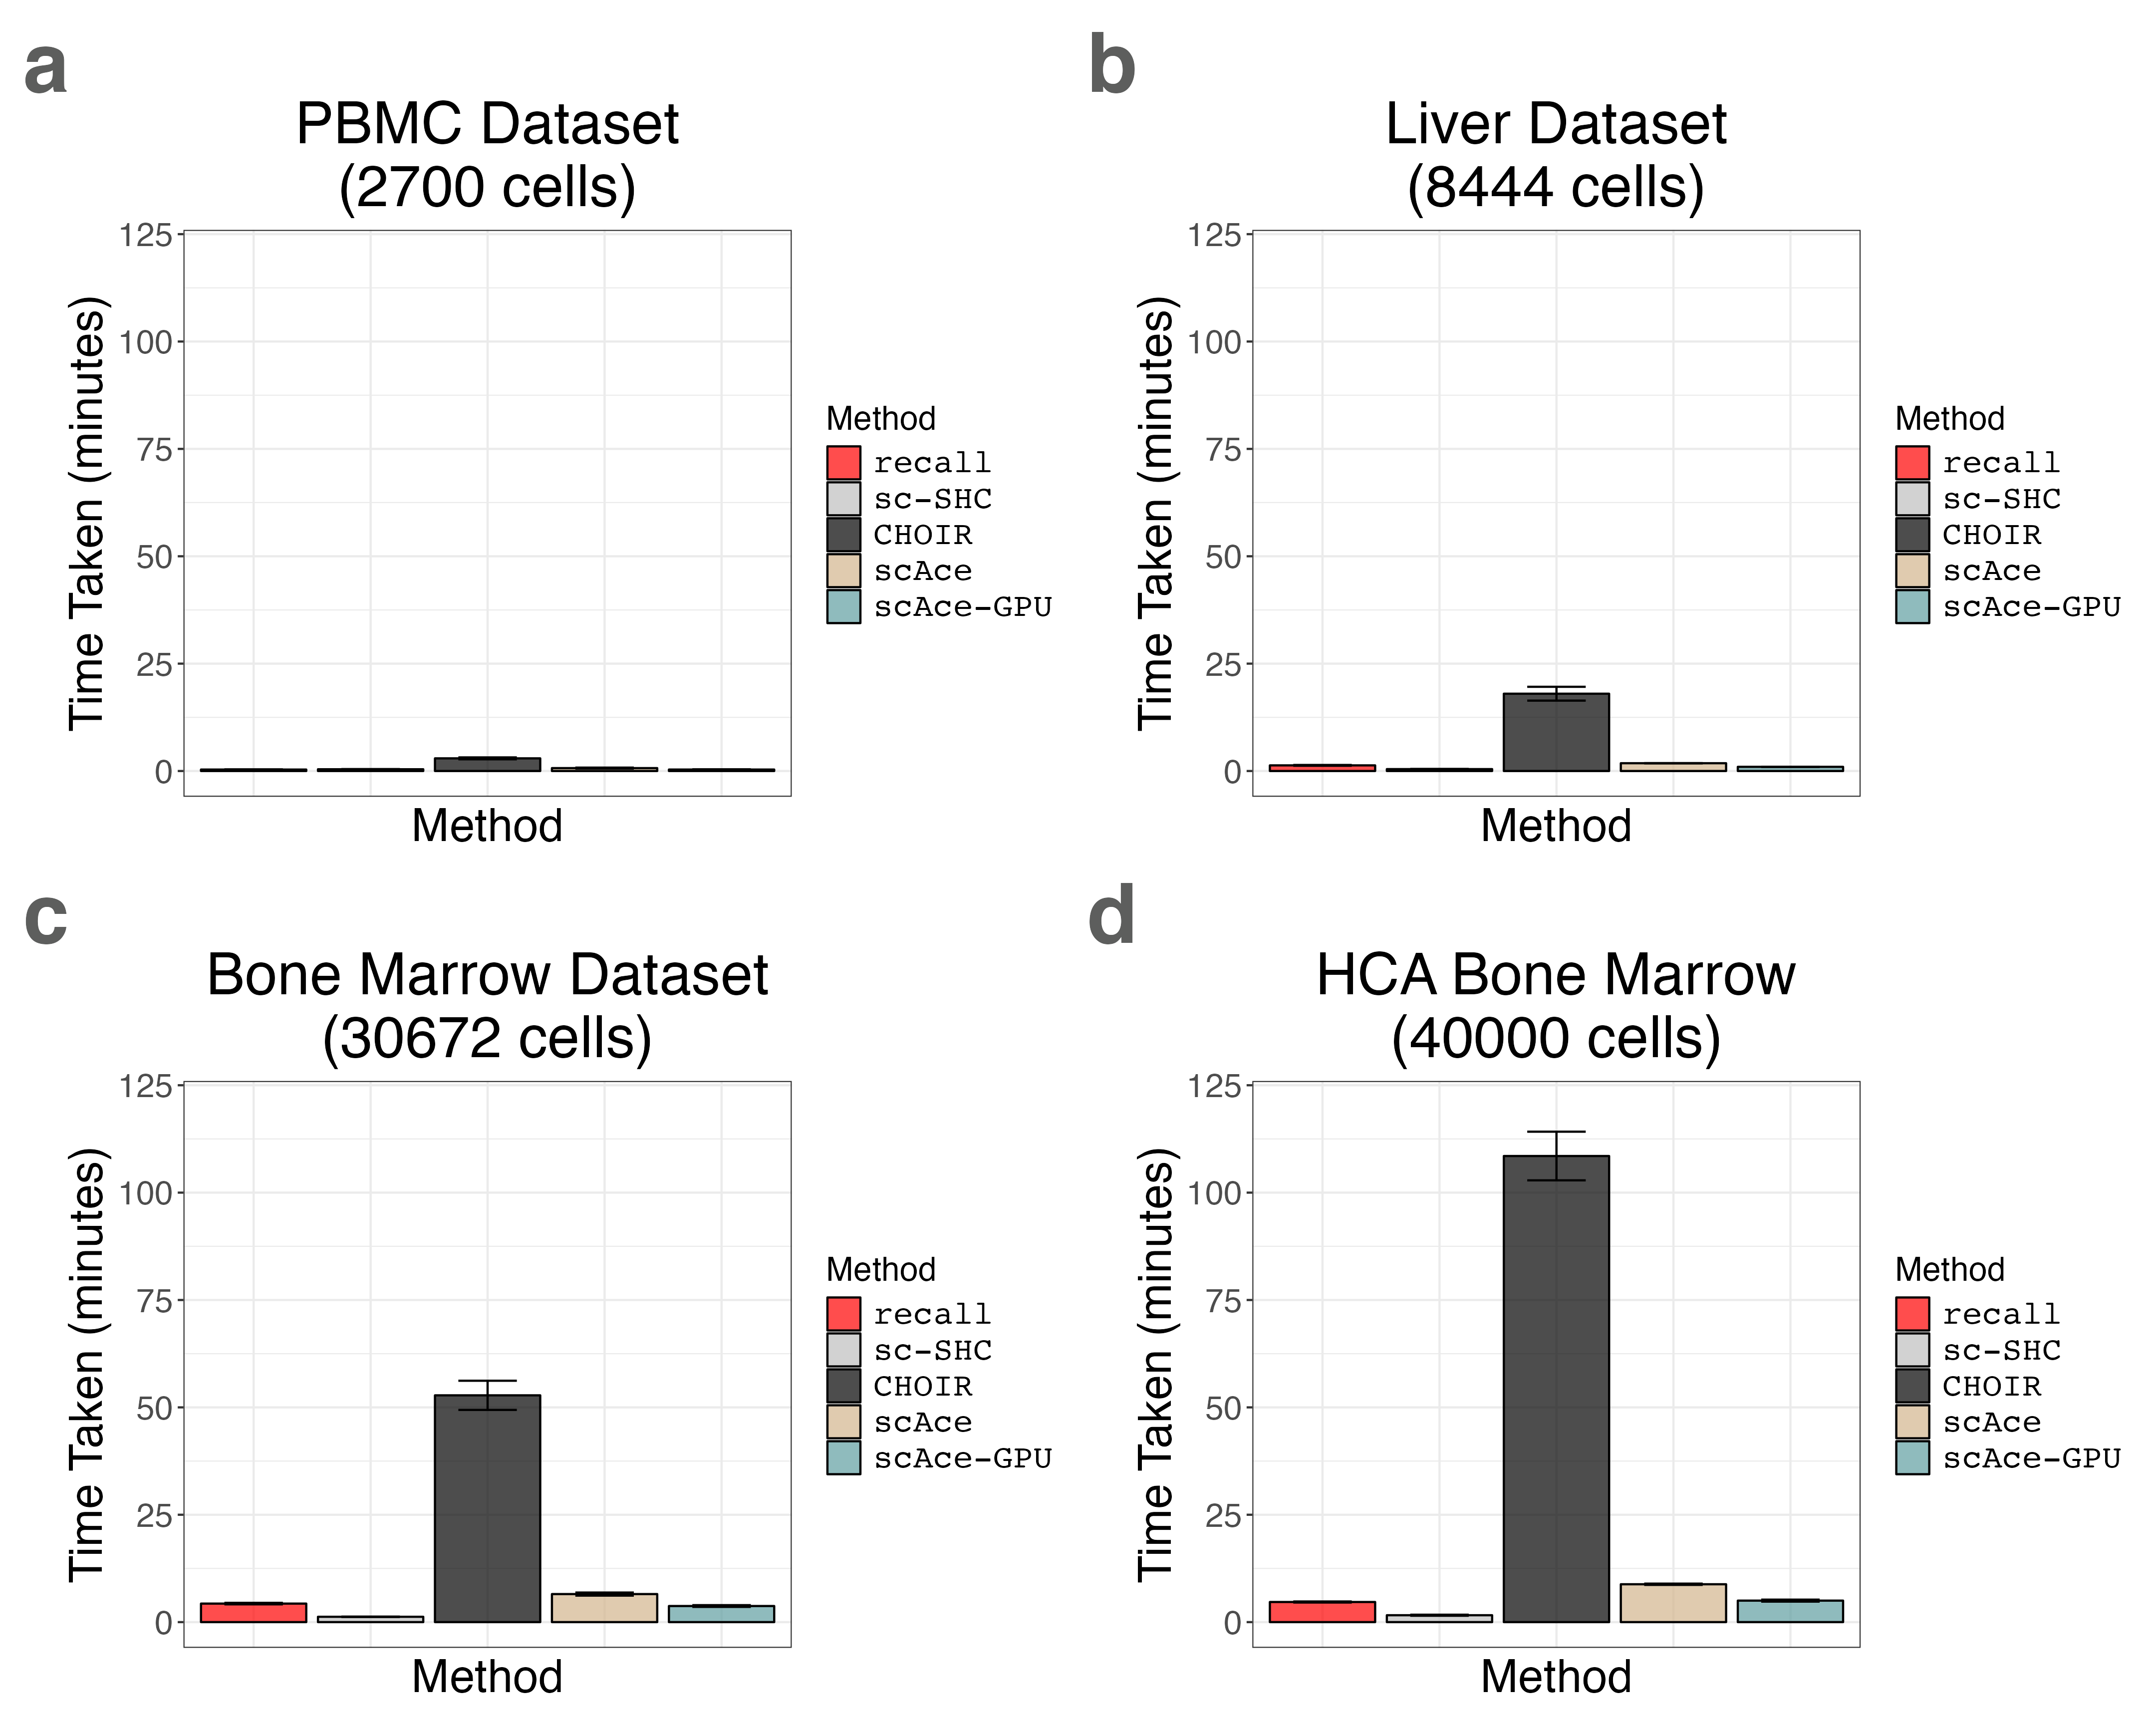 a
PBMC Dataset
(2700 cells)
Time Taken (minutes)
125
100
75
50
25
0
Method
Method
recall
sc-SHC
CHOIR
scAce
scAce-GPU
b
Liver Dataset
(8444 cells)
Time Taken (minutes)
125
100
75
50
25
0
Method
Method
recall
sc-SHC
CHOIR
scAce
scAce-GPU
c
Bone Marrow Dataset
(30672 cells)
Time Taken (minutes)
125
100
75
50
25
0
Method
Method
recall
sc-SHC
CHOIR
scAce
scAce-GPU
d
HCA Bone Marrow
(40000 cells)
Time Taken (minutes)
125
100
75
50
25
0
Method
Method
recall
sc-SHC
CHOIR
scAce
scAce-GPU